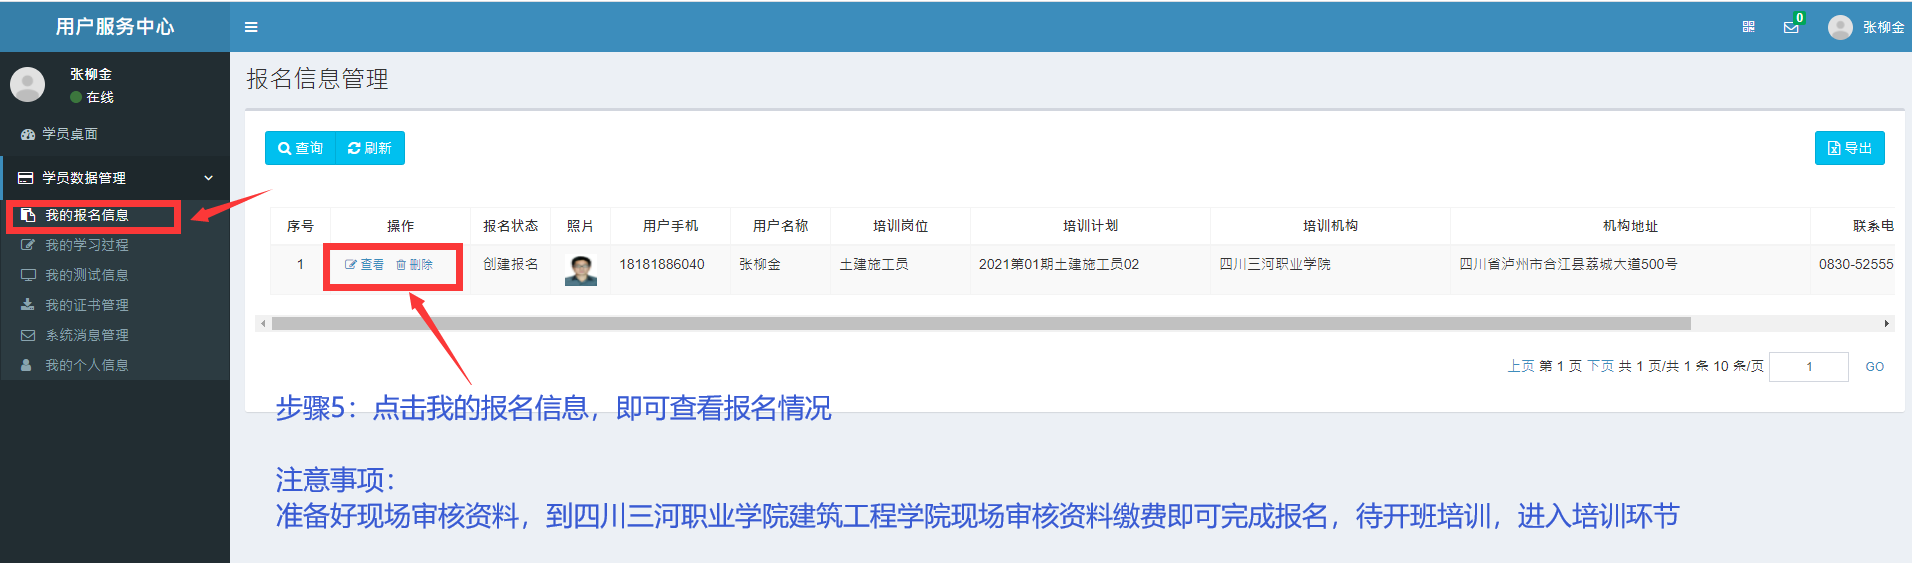 用户服务中心
0
张柳金
张柳金
在线
学员桌面
学员数据管理
我的报名信息
我的学习过程
我的测试信息
我的证书管理
系统消息管理
我的个人信息
报名信息管理
查询 刷新 导出
序号 操作 报名状态 照片 用户手机 用户名称 培训岗位 培训计划 培训机构 机构地址 联系电
1 查看 删除 创建报名 18181886040 张柳金 土建施工员 2021第01期土建施工员02 四川三河职业学院 四川省泸州市合江县荔城大道500号 0830-52555
上页 第 1 页 下页 共 1 页/共 1 条 10 条/页 1 GO
步骤5：点击我的报名信息，即可查看报名情况
注意事项：
准备好现场审核资料，到四川三河职业学院建筑工程学院现场审核资料缴费即可完成报名，待开班培训，进入培训环节